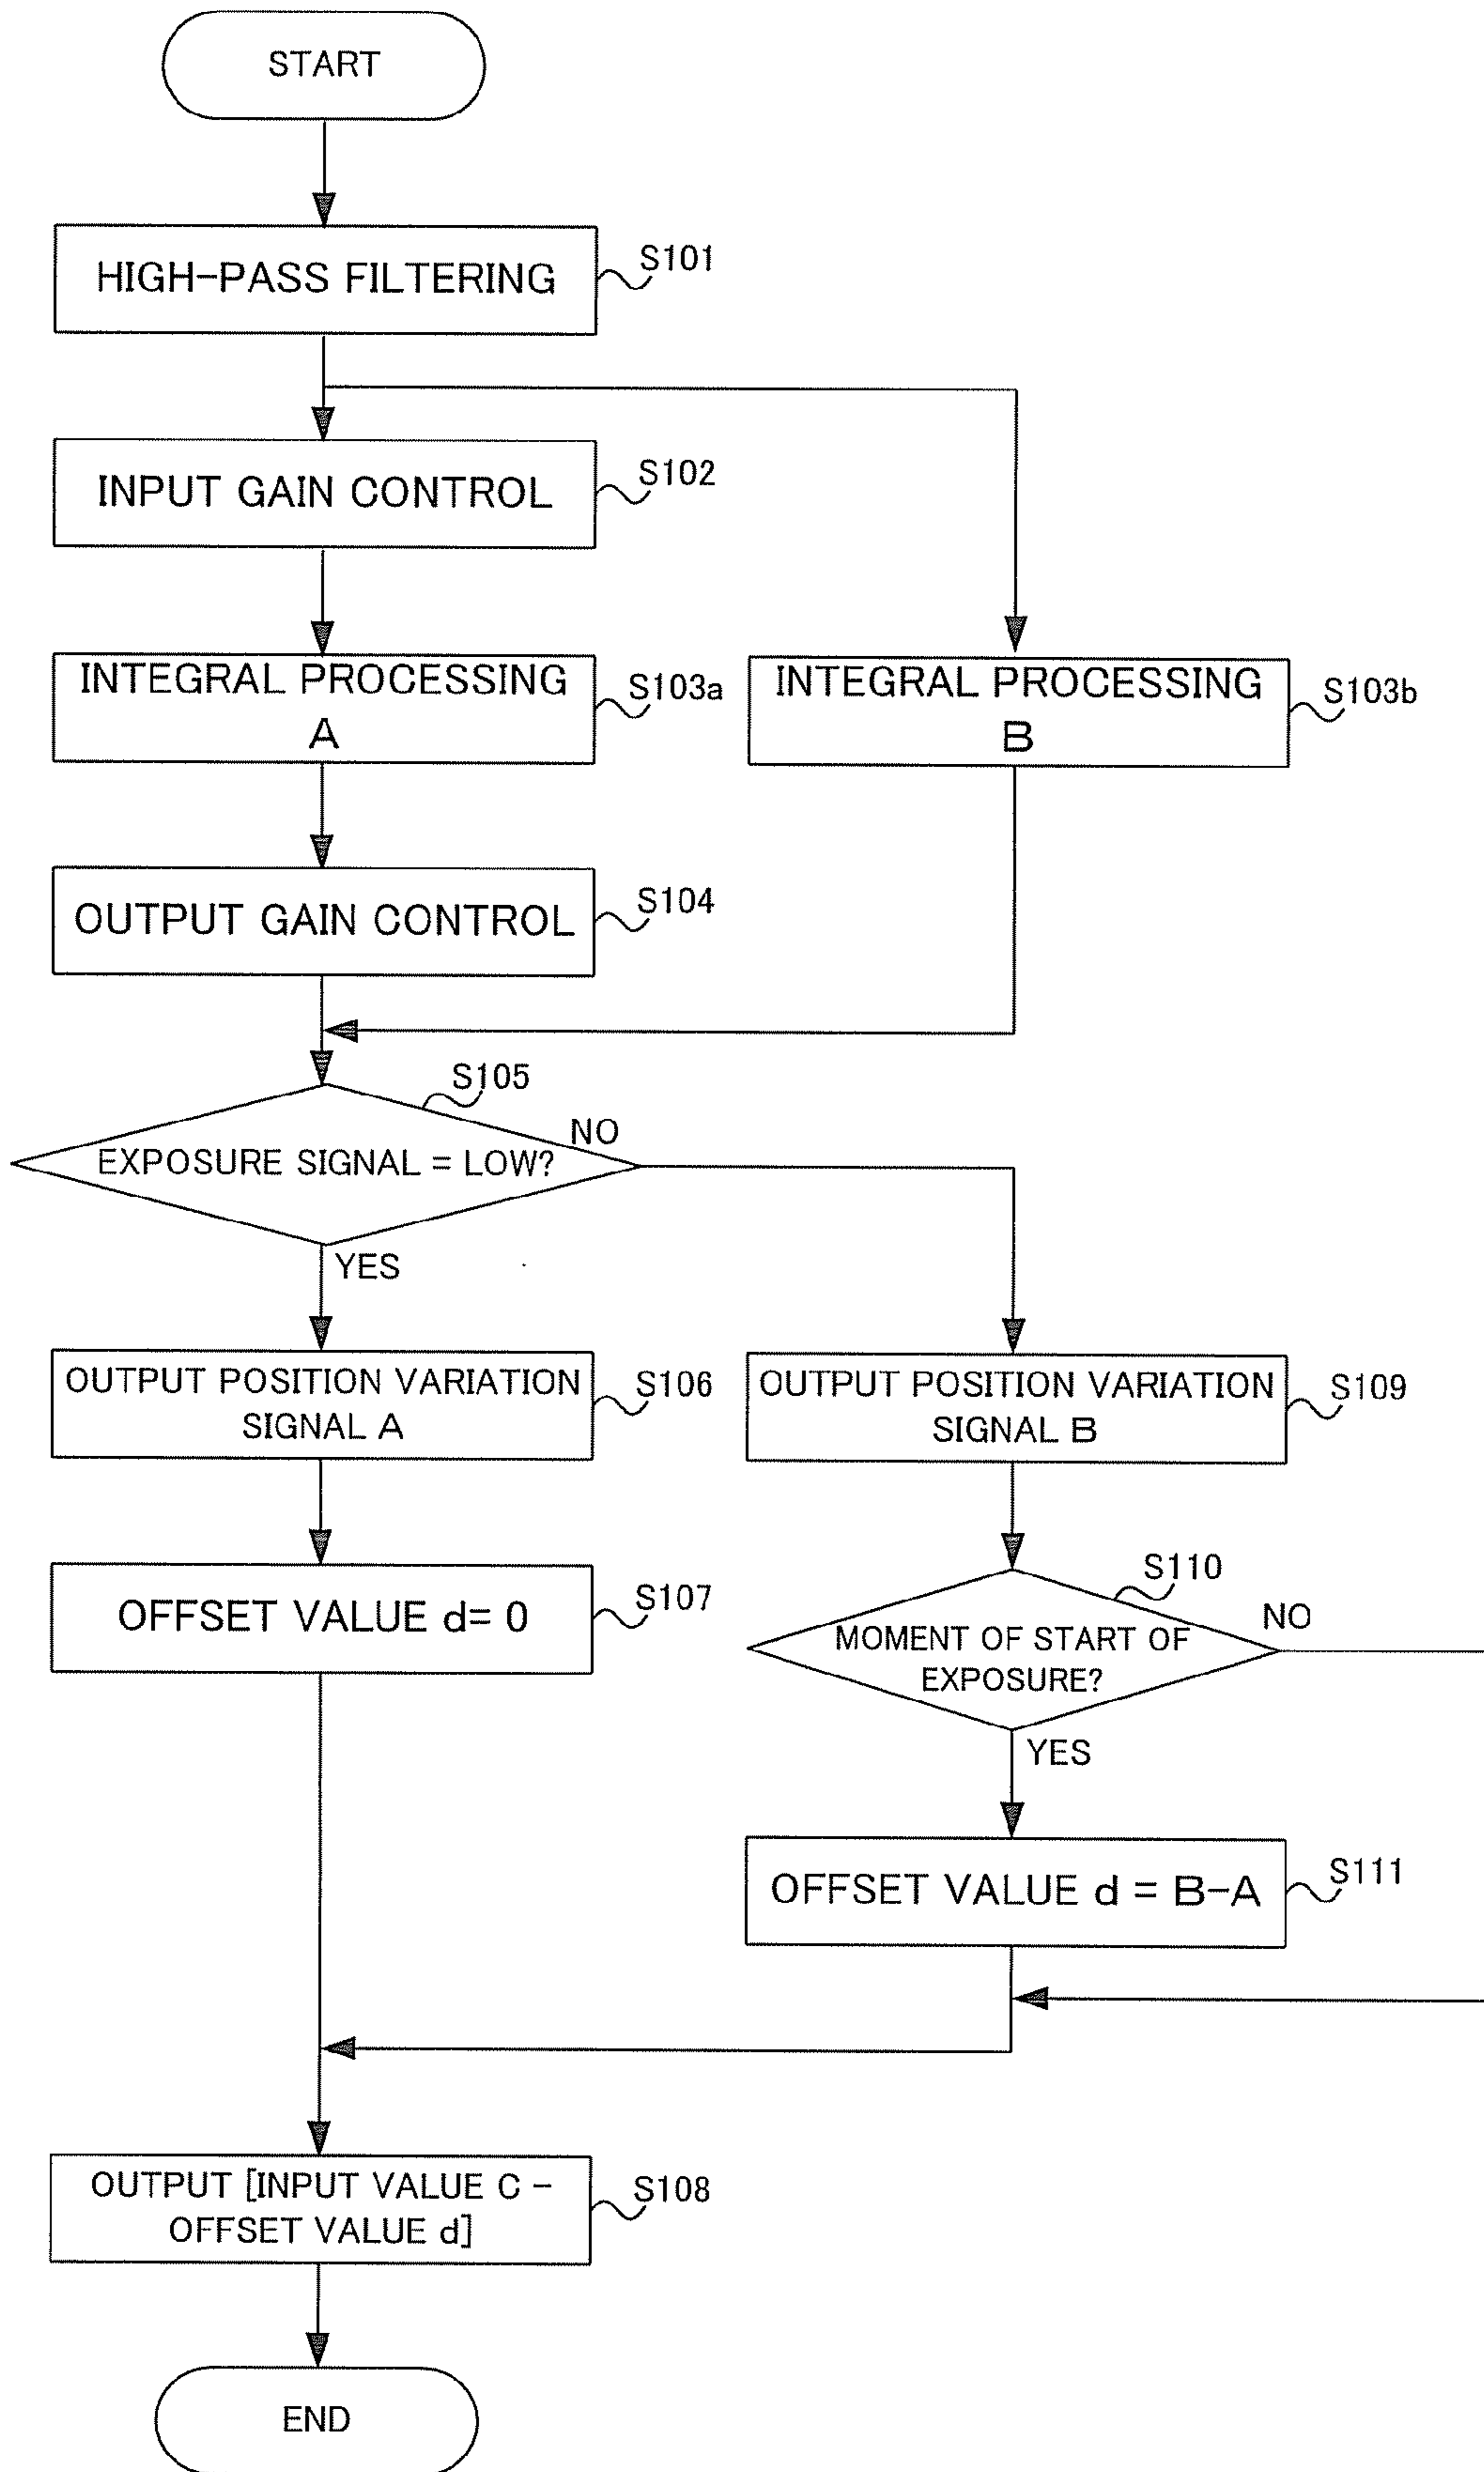 START
HIGH-PASS FILTERING
S101
INPUT GAIN CONTROL
S102
INTEGRAL PROCESSING
A
S103a
INTEGRAL PROCESSING
B
S103b
OUTPUT GAIN CONTROL
S104
S105
EXPOSURE SIGNAL = LOW?
NO
YES
OUTPUT POSITION VARIATION
SIGNAL A
S106
OUTPUT POSITION VARIATION
SIGNAL B
S109
OFFSET VALUE d= 0
S107
S110
MOMENT OF START OF
EXPOSURE?
NO
YES
OFFSET VALUE d = B-A
S111
OUTPUT [INPUT VALUE C -
OFFSET VALUE d]
S108
END